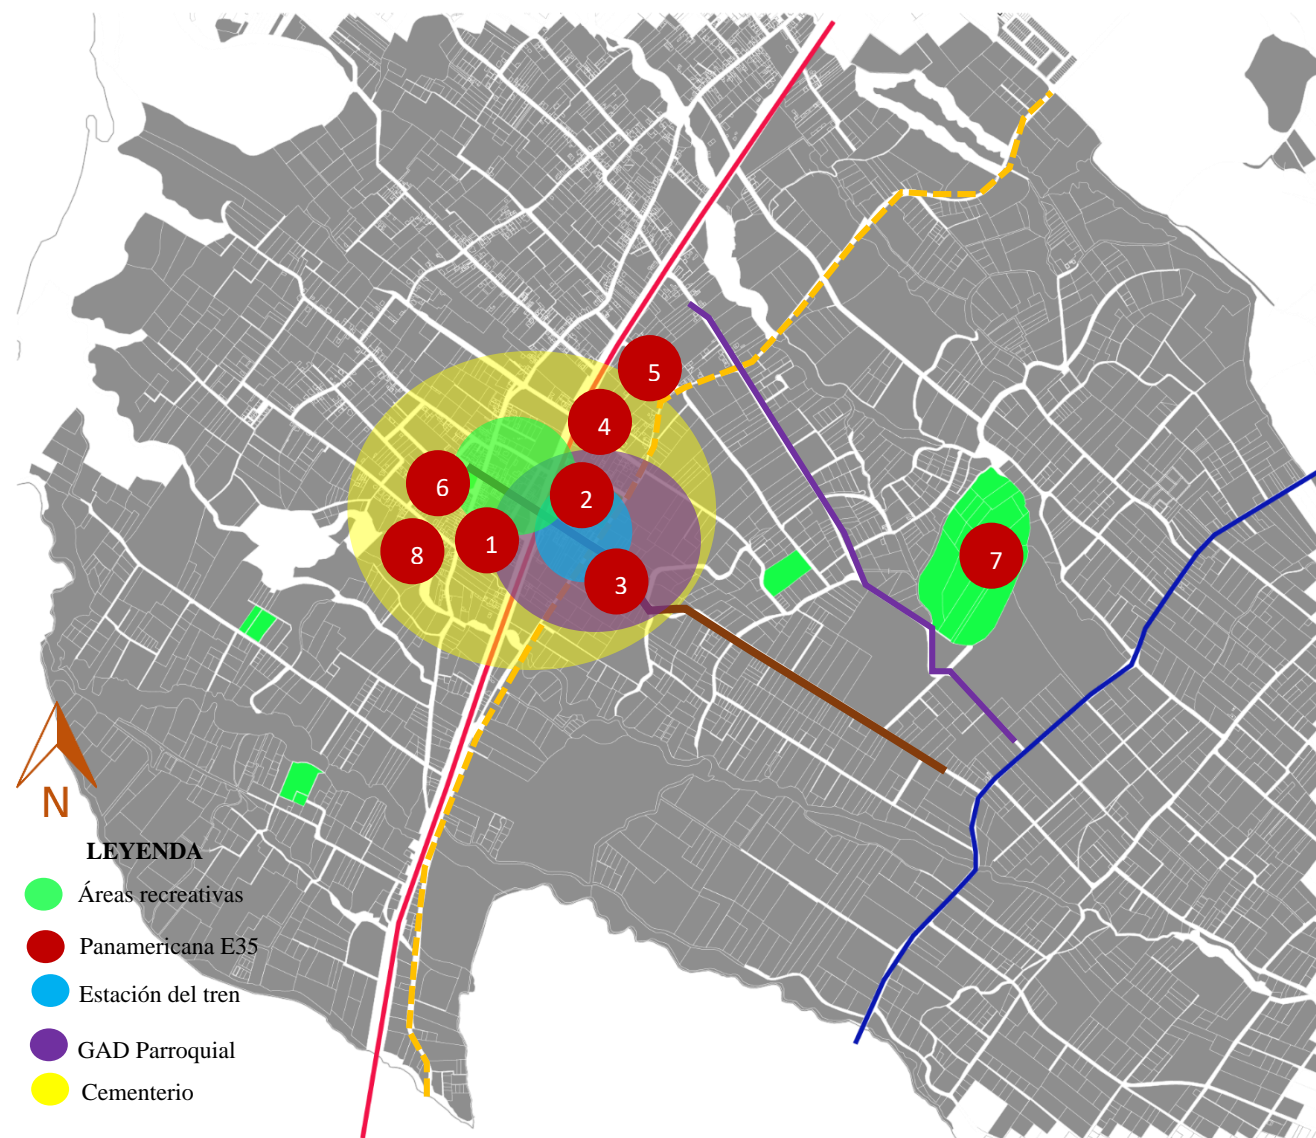 5
4
6
2
1
8
7
3
N
LEYENDA
Áreas recreativas
Panamericana E35
Estación del tren
GAD Parroquial
Cementerio